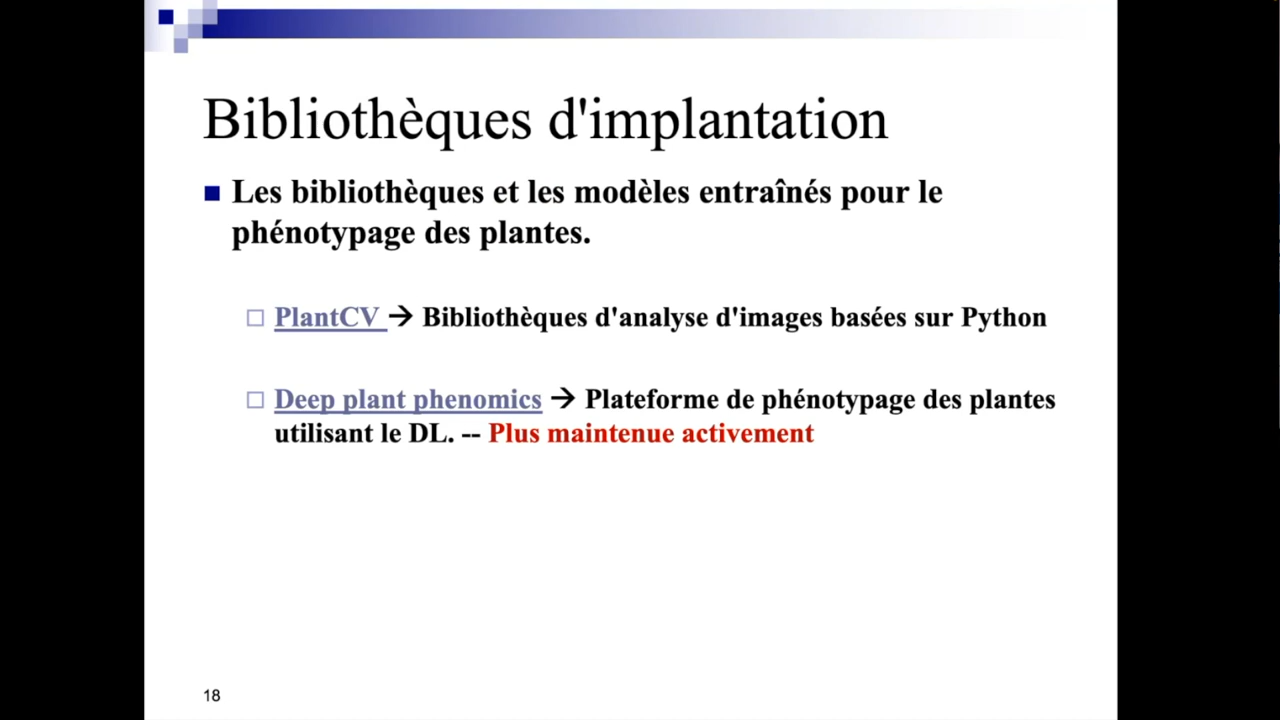 Bibliothèques d'implantation
Les bibliothèques et les modèles entraînés pour le
phénotypage des plantes.
PlantCV → Bibliothèques d'analyse d'images basées sur Python
Deep plant phenomics → Plateforme de phénotypage des plantes
utilisant le DL. -- Plus maintenue activement
18